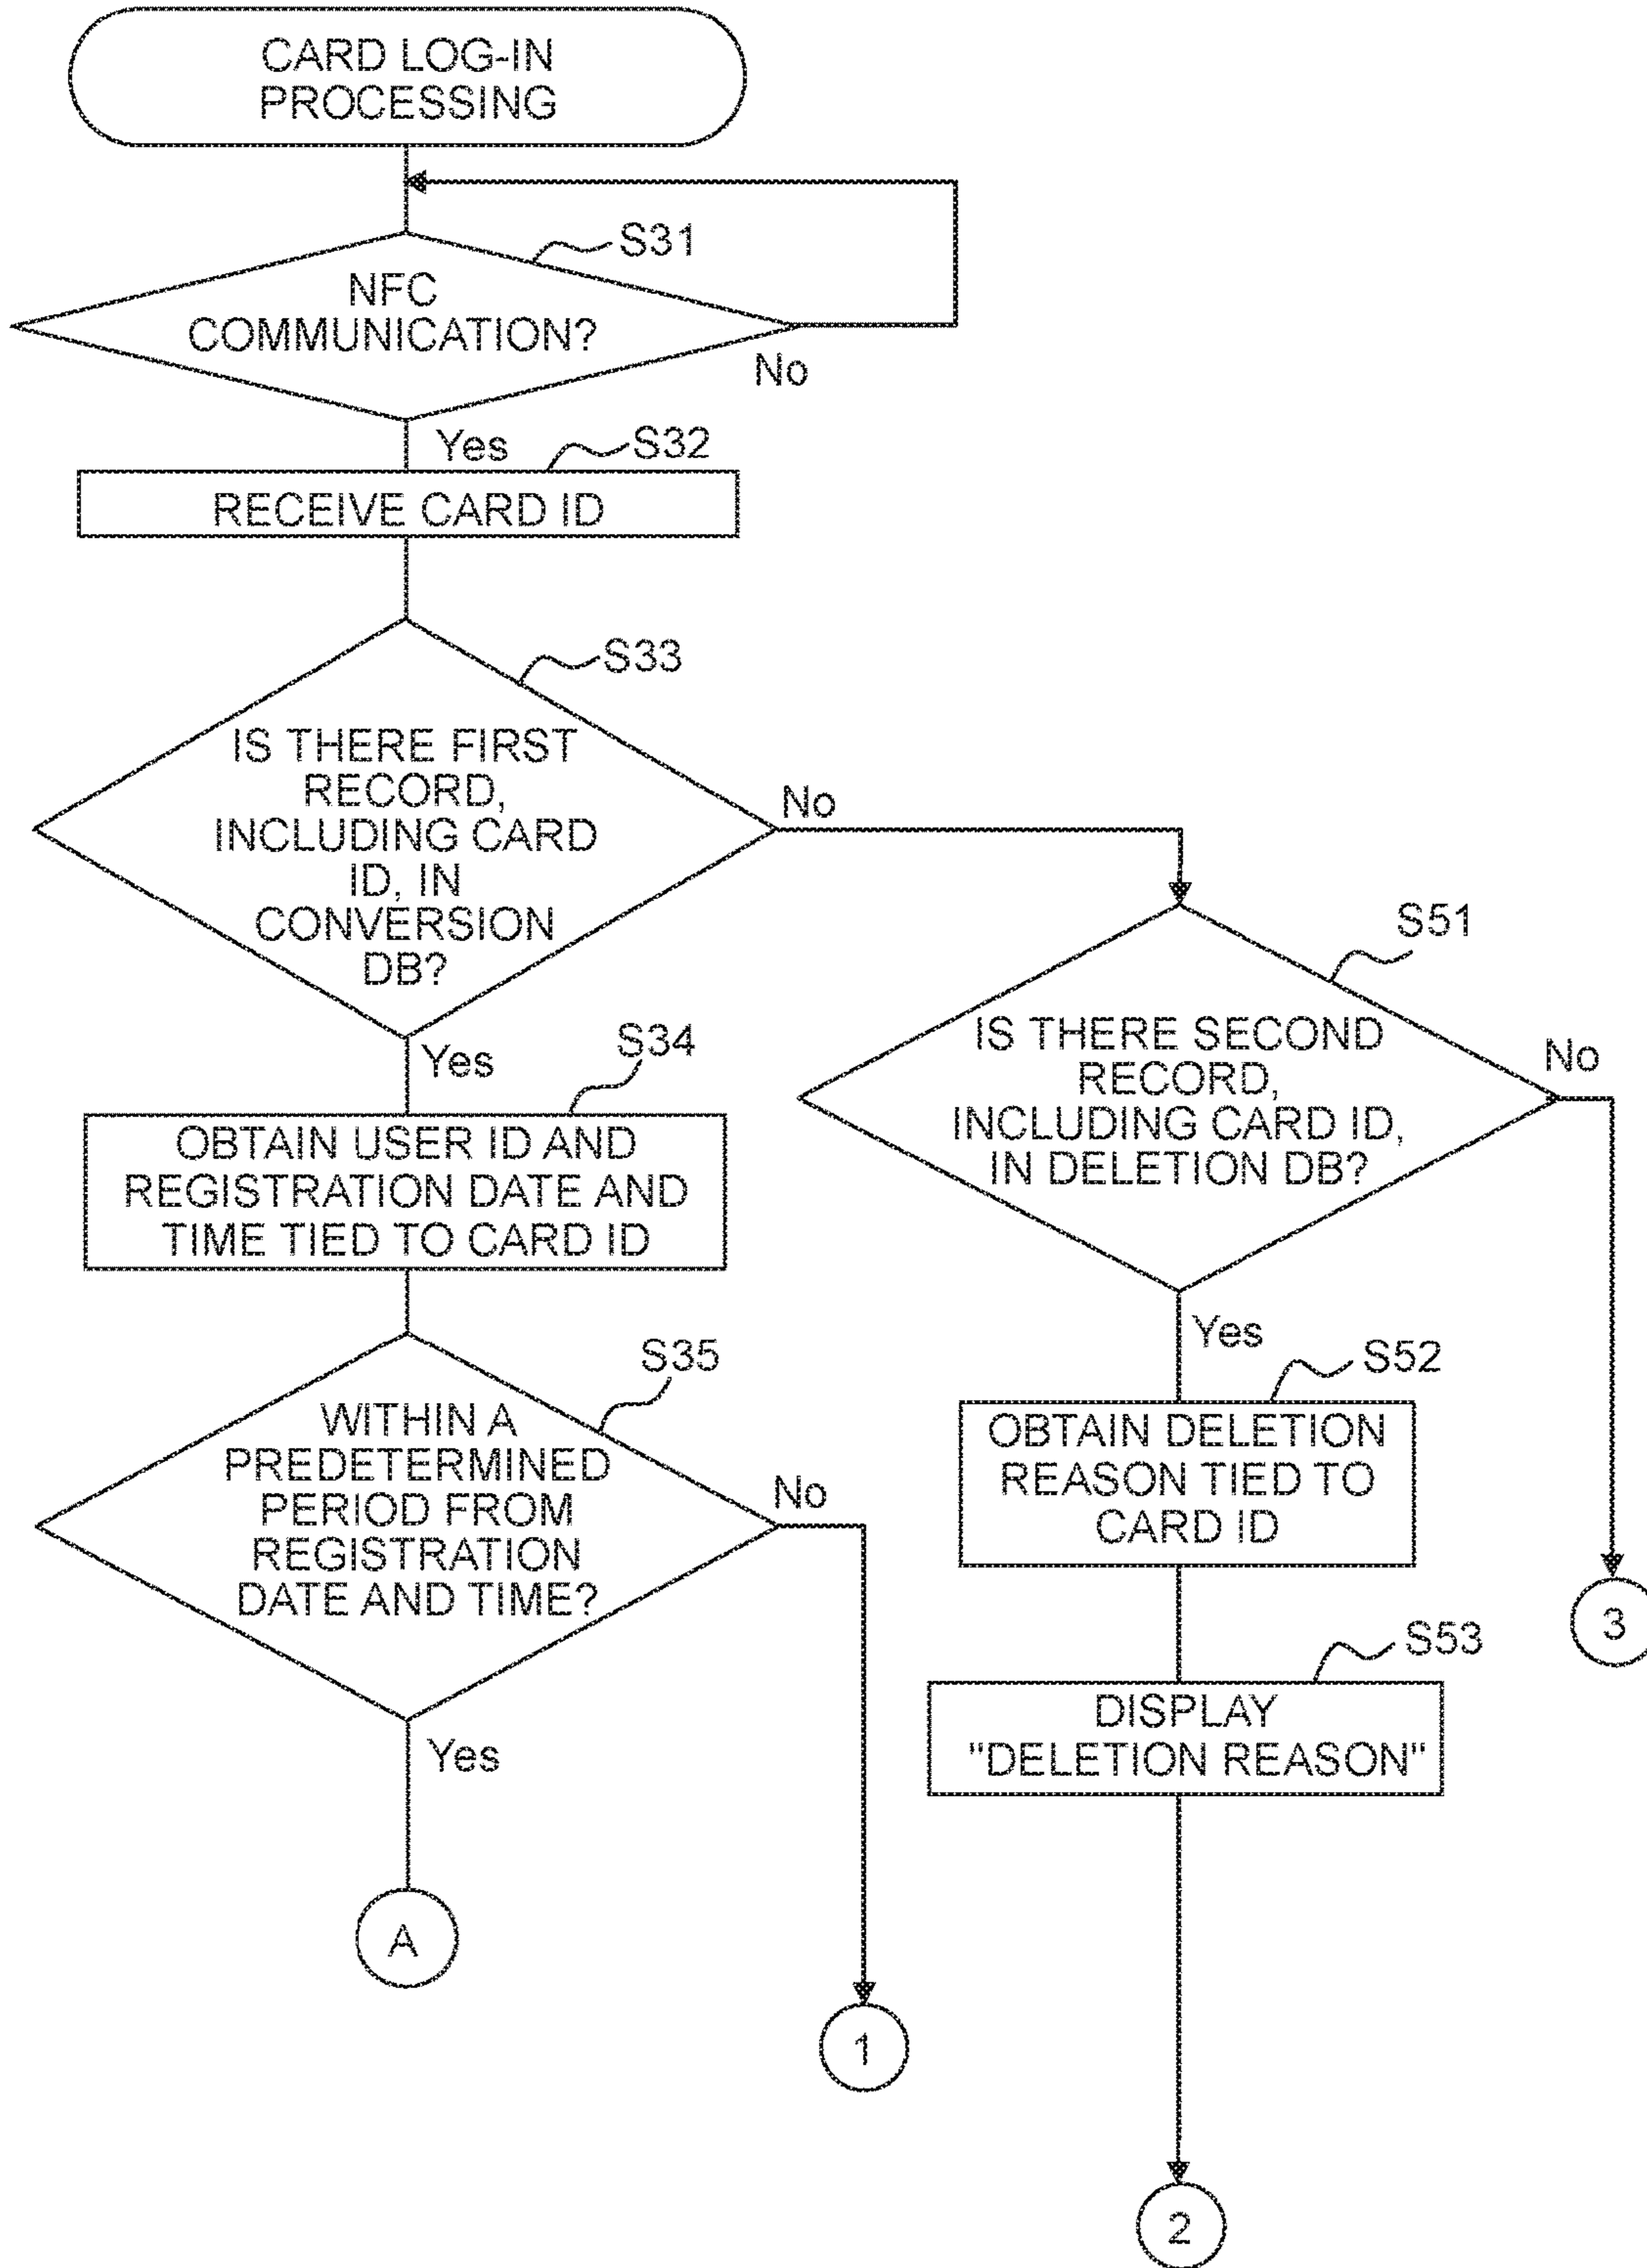 CARD LOG-IN
PROCESSING
S31
NFC
COMMUNICATION?
No
Yes
S32
RECEIVE CARD ID
S33
IS THERE FIRST
RECORD,
INCLUDING CARD
ID, IN
CONVERSION
DB?
No
Yes
S34
OBTAIN USER ID AND
REGISTRATION DATE AND
TIME TIED TO CARD ID
S35
WITHIN A
PREDETERMINED
PERIOD FROM
REGISTRATION
DATE AND TIME?
No
Yes
A
1
S51
IS THERE SECOND
RECORD,
INCLUDING CARD ID,
IN DELETION DB?
No
Yes
S52
OBTAIN DELETION
REASON TIED TO
CARD ID
3
S53
DISPLAY
"DELETION REASON"
2